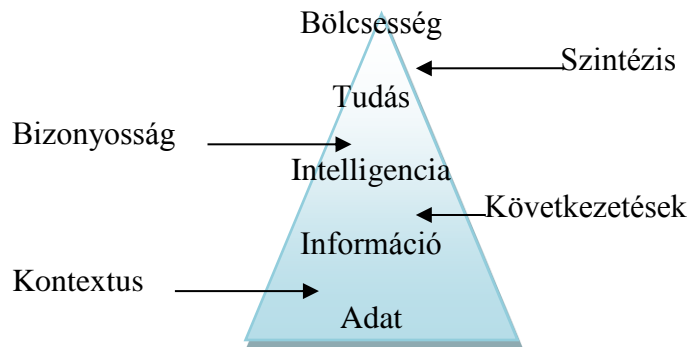 Bölcsesség
Szintézis
Tudás
Bizonyosság
Intelligencia
Következetések
Információ
Kontextus
Adat